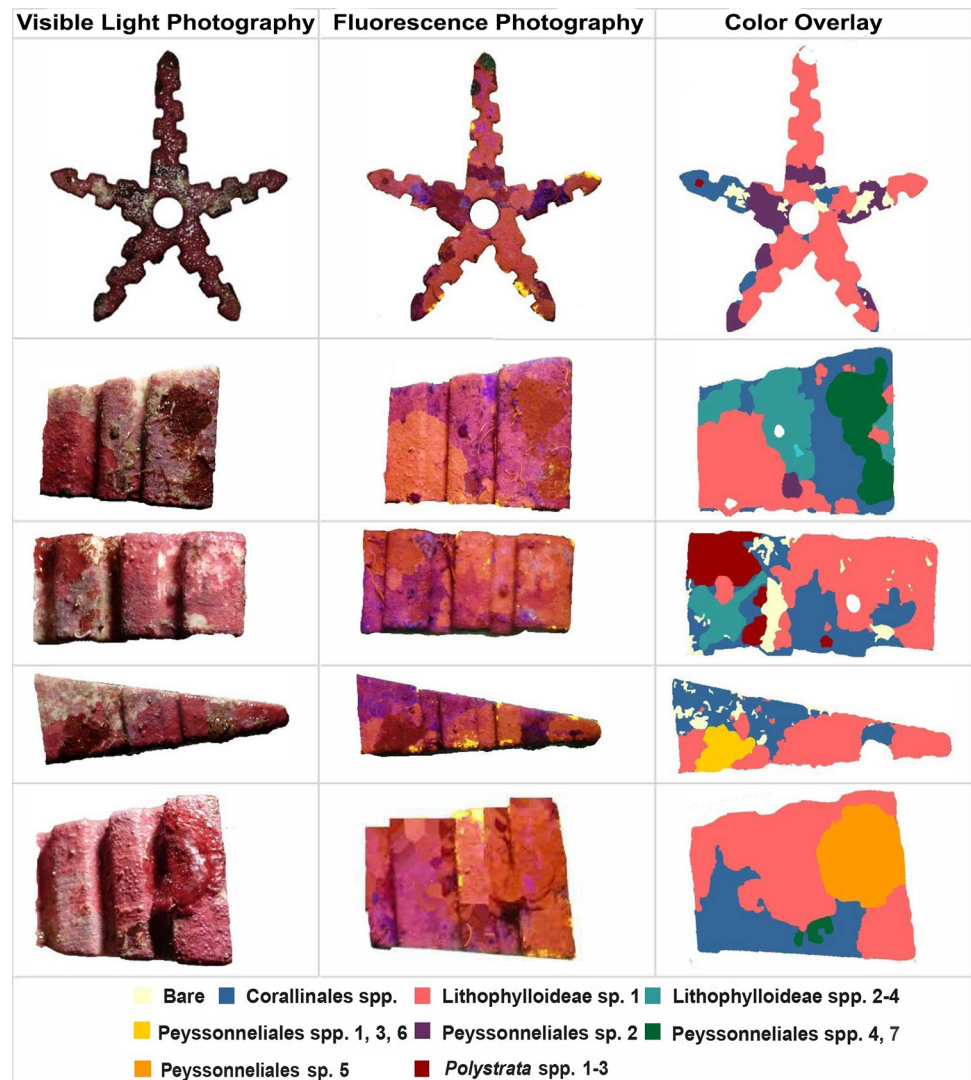 Visible Light Photography Fluorescence Photography Color Overlay
Bare Corallinales spp. Lithophylloideae sp. 1 Lithophylloideae spp. 2-4
Peyssonneliales spp. 1, 3, 6 Peyssonneliales sp. 2 Peyssonneliales spp. 4, 7
Peyssonneliales sp. 5 Polystrata spp. 1-3